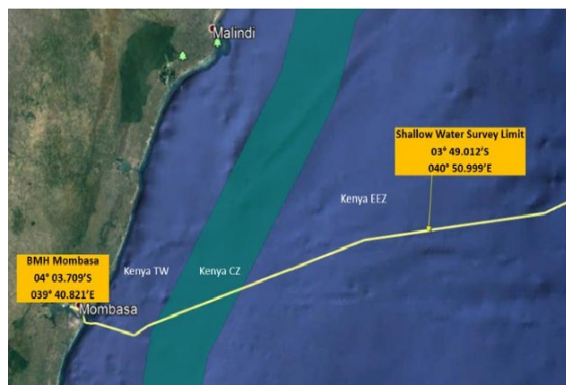 Malindi
Shallow Water Survey Limit
03° 49.012'S
040° 50.999'E
Kenya EEZ
Kenya TW
Kenya CZ
BMH Mombasa
04° 03.709'S
039° 40.821'E
Mombasa